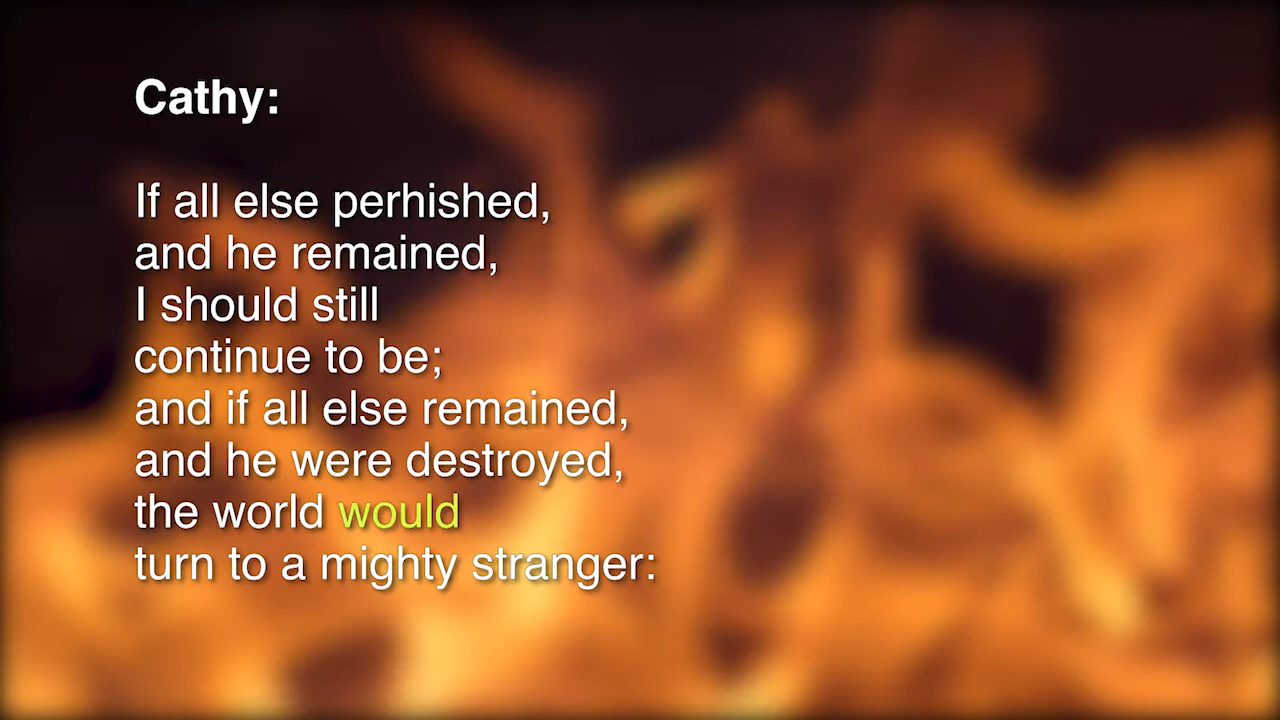 Cathy:
If all else perhished,
and he remained,
I should still
continue to be;
and if all else remained,
and he were destroyed,
the world would
turn to a mighty stranger: